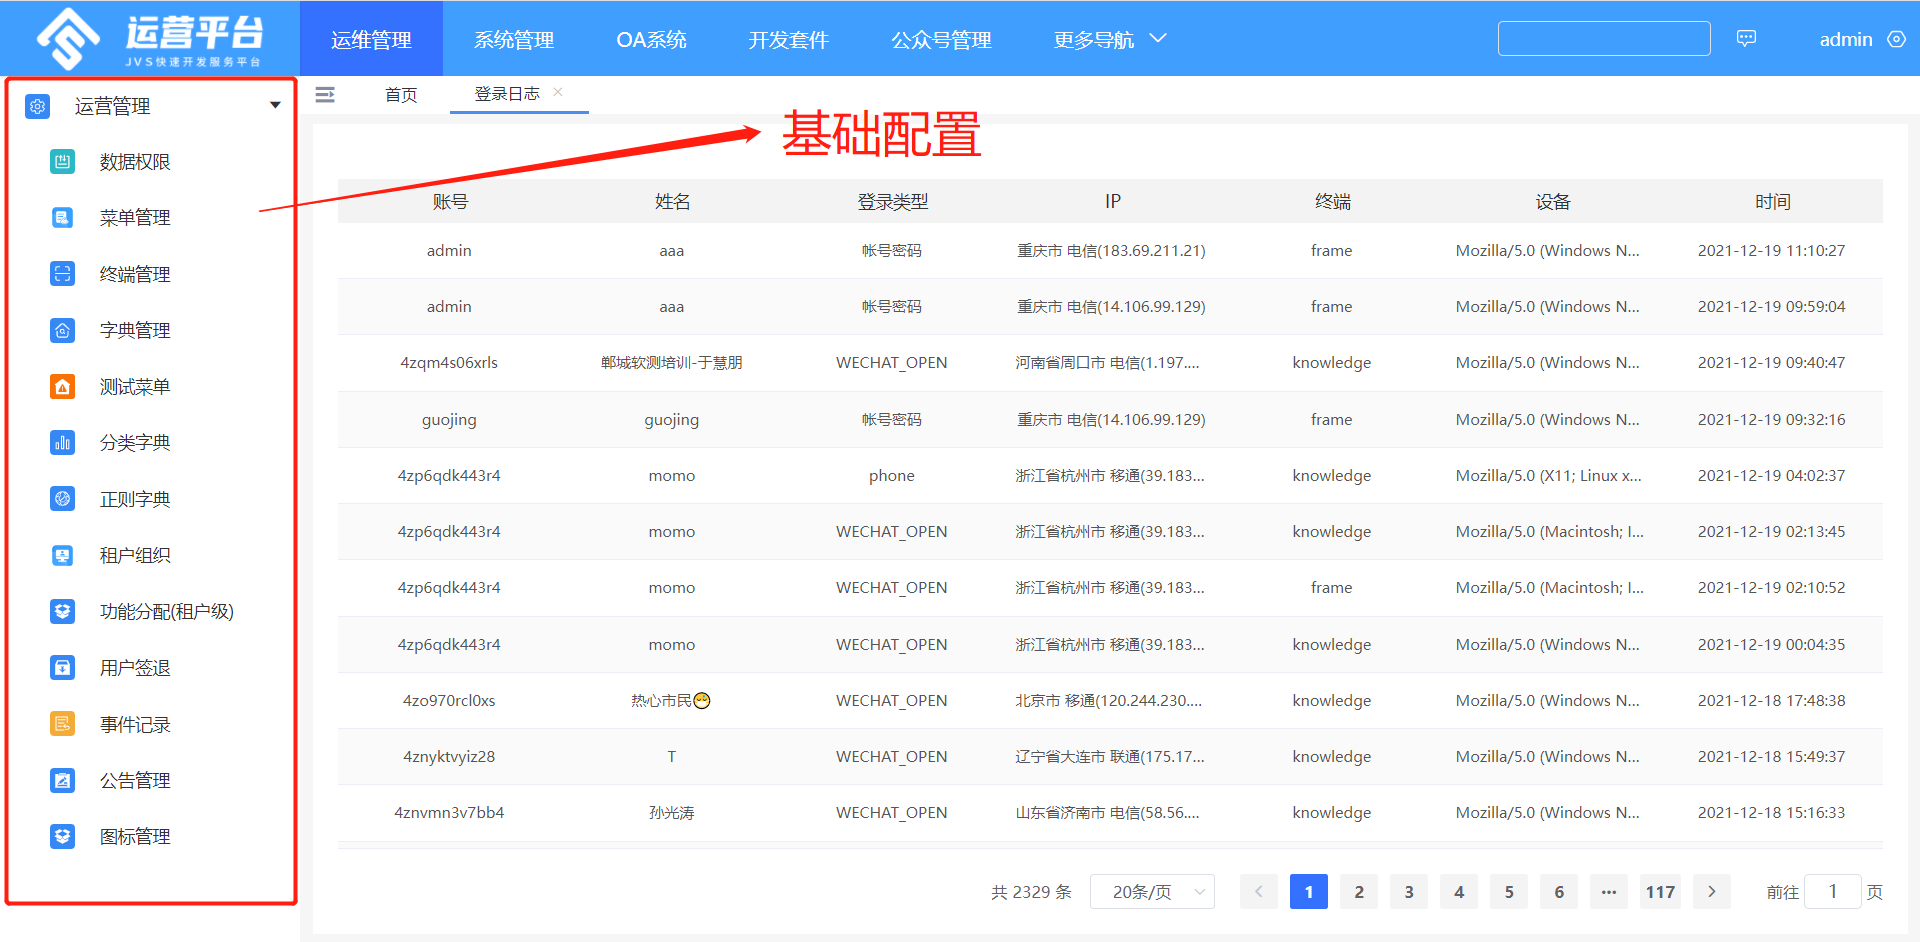 运营平台
JVS快速开发服务平台
运维管理 系统管理 OA系统 开发套件 公众号管理 更多导航 admin
运营管理
数据权限
菜单管理
终端管理
字典管理
测试菜单
分类字典
正则字典
租户组织
功能分配(租户级)
用户签退
事件记录
公告管理
图标管理
首页 登录日志 ×
基础配置
账号 姓名 登录类型 IP 终端 设备 时间
admin aaa 帐号密码 重庆市 电信(183.69.211.21) frame Mozilla/5.0 (Windows N... 2021-12-19 11:10:27
admin aaa 帐号密码 重庆市 电信(14.106.99.129) frame Mozilla/5.0 (Windows N... 2021-12-19 09:59:04
4zqm4s06xrls 郸城软测培训-于慧朋 WECHAT_OPEN 河南省周口市 电信(1.197.... knowledge Mozilla/5.0 (Windows N... 2021-12-19 09:40:47
guojing guojing 帐号密码 重庆市 电信(14.106.99.129) frame Mozilla/5.0 (Windows N... 2021-12-19 09:32:16
4zp6qdk443r4 momo phone 浙江省杭州市 移通(39.183... knowledge Mozilla/5.0 (X11; Linux x... 2021-12-19 04:02:37
4zp6qdk443r4 momo WECHAT_OPEN 浙江省杭州市 移通(39.183... knowledge Mozilla/5.0 (Macintosh; I... 2021-12-19 02:13:45
4zp6qdk443r4 momo WECHAT_OPEN 浙江省杭州市 移通(39.183... frame Mozilla/5.0 (Macintosh; I... 2021-12-19 02:10:52
4zp6qdk443r4 momo WECHAT_OPEN 浙江省杭州市 移通(39.183... knowledge Mozilla/5.0 (Windows N... 2021-12-19 00:04:35
4zo970rcl0xs 热心市民😁 WECHAT_OPEN 北京市 移通(120.244.230.... knowledge Mozilla/5.0 (Windows N... 2021-12-18 17:48:38
4znyktvyiz28 T WECHAT_OPEN 辽宁省大连市 联通(175.17... knowledge Mozilla/5.0 (Windows N... 2021-12-18 15:49:37
4znvmn3v7bb4 孙光涛 WECHAT_OPEN 山东省济南市 电信(58.56.... knowledge Mozilla/5.0 (Windows N... 2021-12-18 15:16:33
共 2329 条 20条/页 < 1 2 3 4 5 6 ··· 117 > 前往 1 页